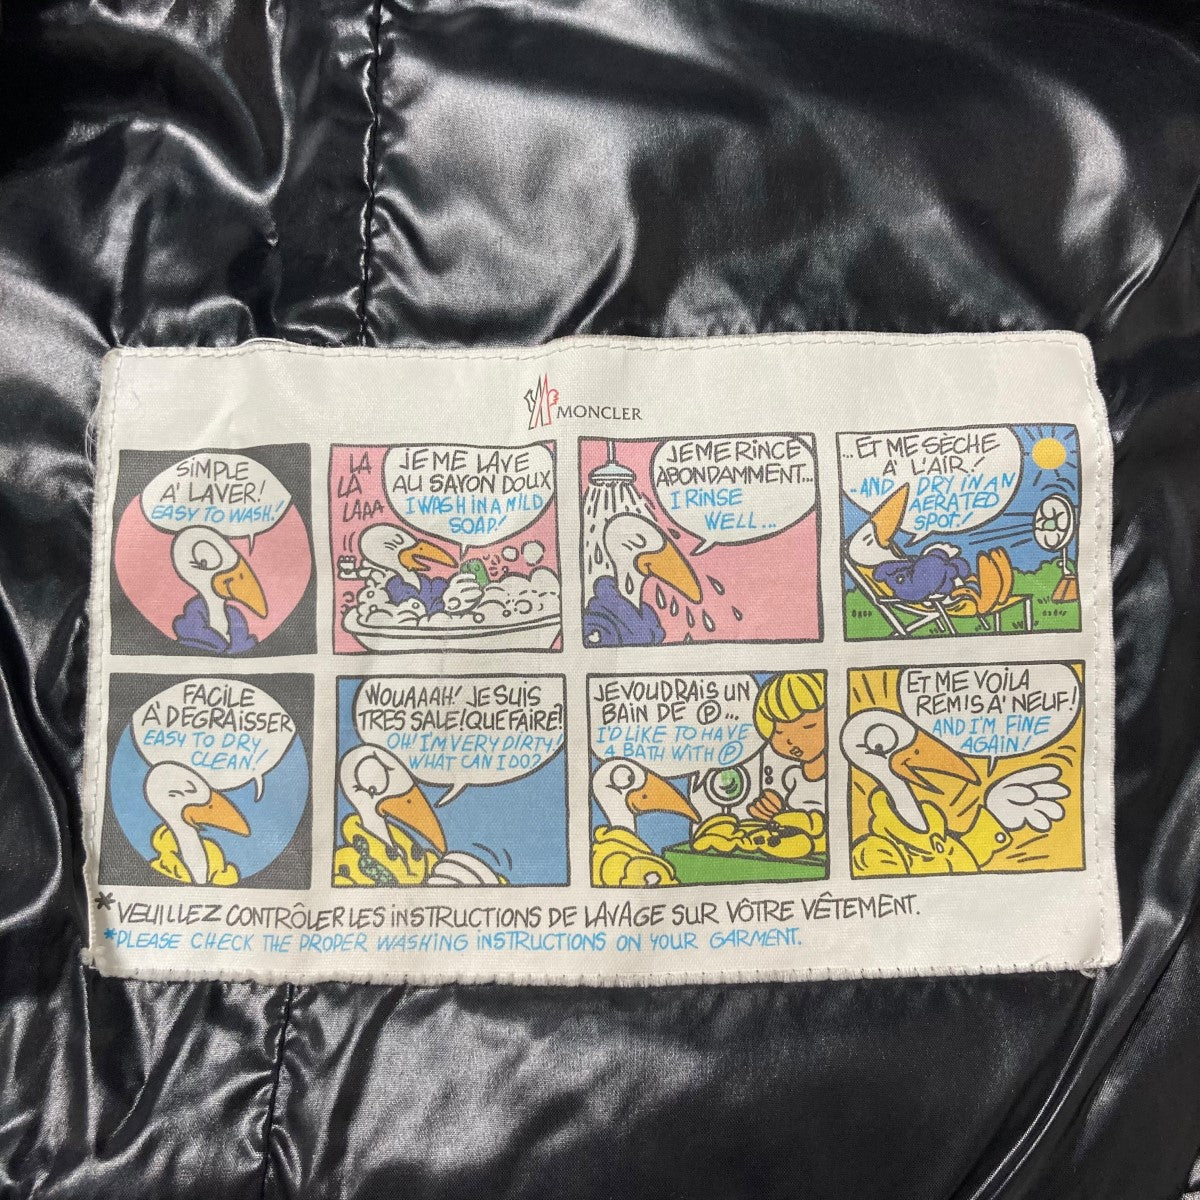 MONCLER
SIMPLE
A' LAVER!
EASY TO WASH!
LA
LA
LAAA
JE ME LAVE
AU SAYON DOUX
I WASH IN A MILD
SOAP!
JE ME RINCE
ABONDAMMENT...
I RINSE
WELL...
...ET ME SÈCHE
A' L'AIR!
..AND DRY IN AN
AERATED
SPOT!
FACILE
A' DEGRAISSER
EASY TO DRY
CLEAN!
WOUAAAH! JE SUIS
TRES SALE! QUE FAIRE?
OH! I'M VERY DIRTY!
WHAT CAN I DO?
JE VOUDRAIS UN
BAIN DE Ⓟ...
I'D LIKE TO HAVE
A BATH WITH Ⓟ
ET ME VOILA
REMIS A' NEUF!
AND I'M FINE
AGAIN!
*VEUILLEZ CONTRÔLER LES INSTRUCTIONS DE LAVAGE SUR VÔTRE VÊTEMENT.
*PLEASE CHECK THE PROPER WASHING INSTRUCTIONS ON YOUR GARMENT.